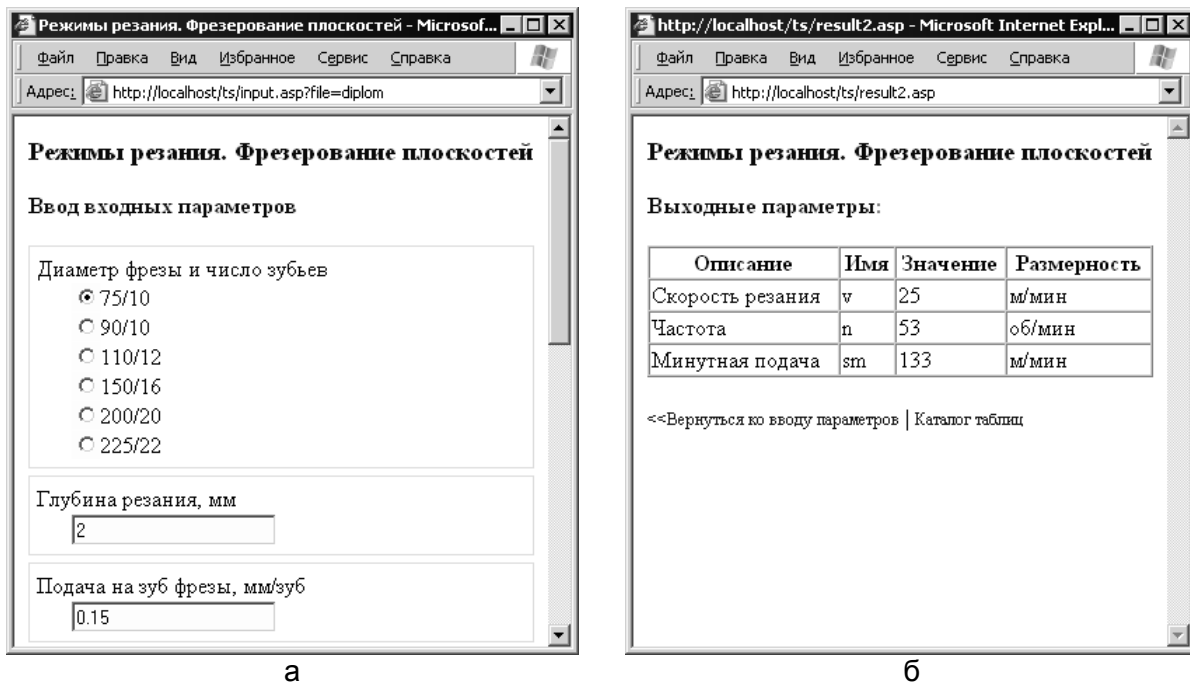 Режимы резания. Фрезерование плоскостей - Microsof...
Файл Правка Вид Избранное Сервис Справка
Адрес: http://localhost/ts/input.asp?file=diplom
Режимы резания. Фрезерование плоскостей
Ввод входных параметров
Диаметр фрезы и число зубьев
75/10
90/10
110/12
150/16
200/20
225/22
Глубина резания, мм
2
Подача на зуб фрезы, мм/зуб
0.15
а
http://localhost/ts/result2.asp - Microsoft Internet Expl...
Файл Правка Вид Избранное Сервис Справка
Адрес: http://localhost/ts/result2.asp
Режимы резания. Фрезерование плоскостей
Выходные параметры:
Описание Имя Значение Размерность
Скорость резания v 25 м/мин
Частота n 53 об/мин
Минутная подача sm 133 м/мин
<<Вернуться ко вводу параметров | Каталог таблиц
б